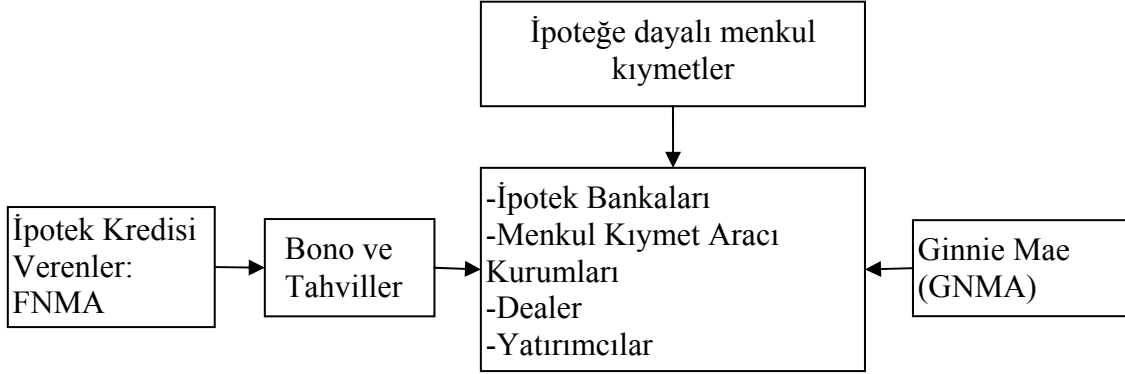 İpoteğe dayalı menkul
kıymetler
İpotek Kredisi
Verenler:
FNMA
Bono ve
Tahviller
-İpotek Bankaları
-Menkul Kıymet Aracı
Kurumları
-Dealer
-Yatırımcılar
Ginnie Mae
(GNMA)